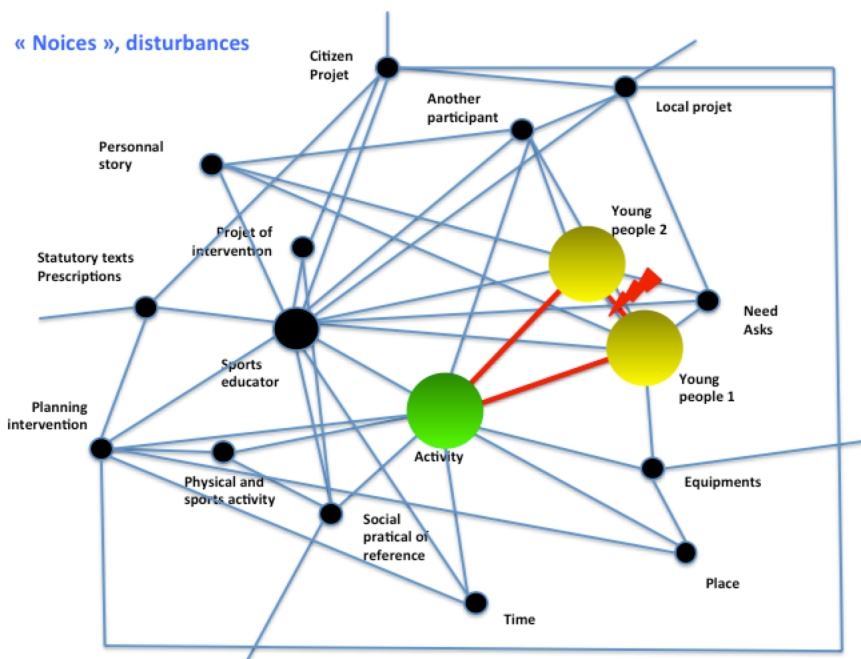 « Noices », disturbances
Citizen
Projet
Another
participant
Local projet
Personnal
story
Young
people 2
Projet of
intervention
Statutory texts
Prescriptions
Need
Asks
Sports
educator
Young
people 1
Planning
intervention
Activity
Physical and
sports activity
Equipments
Social
pratical of
reference
Place
Time